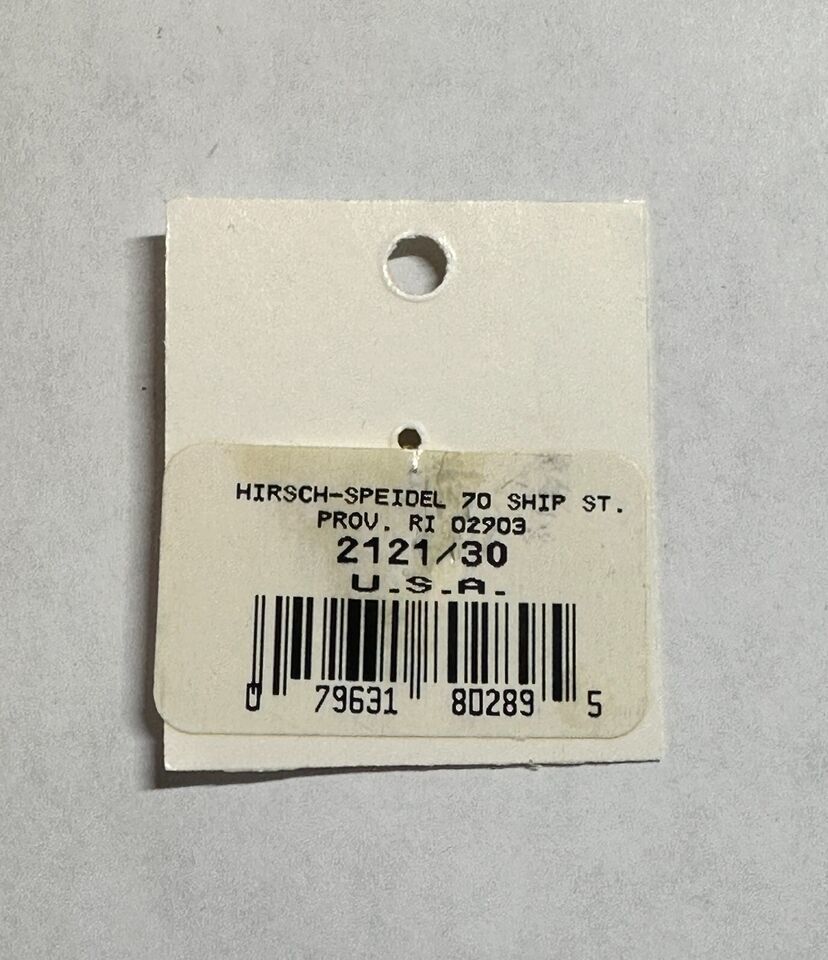 HIRSCH-SPEIDEL 70 SHIP ST.
PROV. RI 02903
2121/30
U.S.A.
0 79631 80289 5